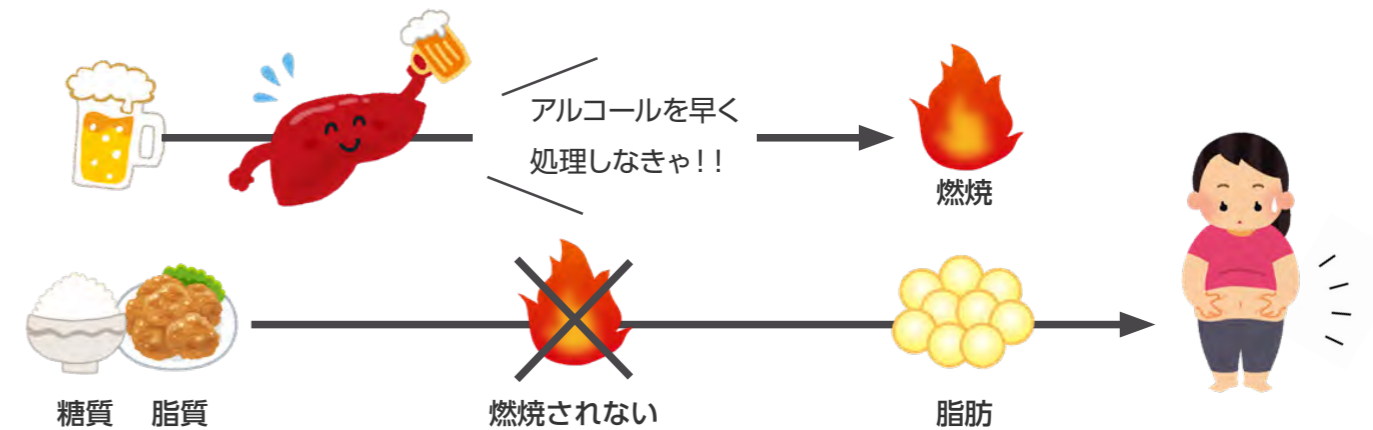 アルコールを早く
処理しなきゃ!!
燃焼
糖質
脂質
燃焼されない
脂肪